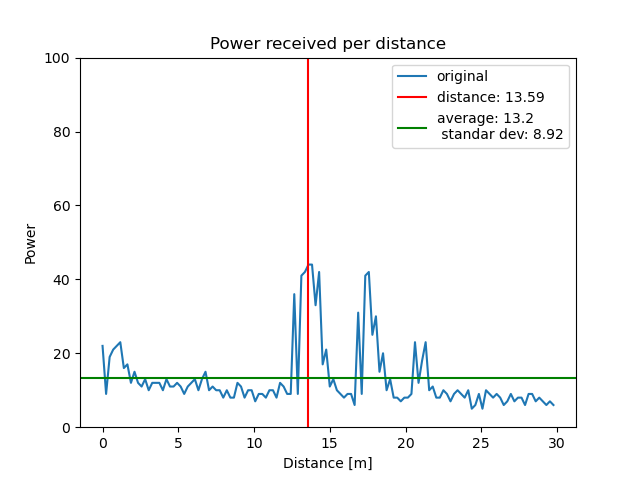 Power received per distance
100
80
60
40
20
0
Power
original
distance: 13.59
average: 13.2
standar dev: 8.92
0 5 10 15 20 25 30
Distance [m]